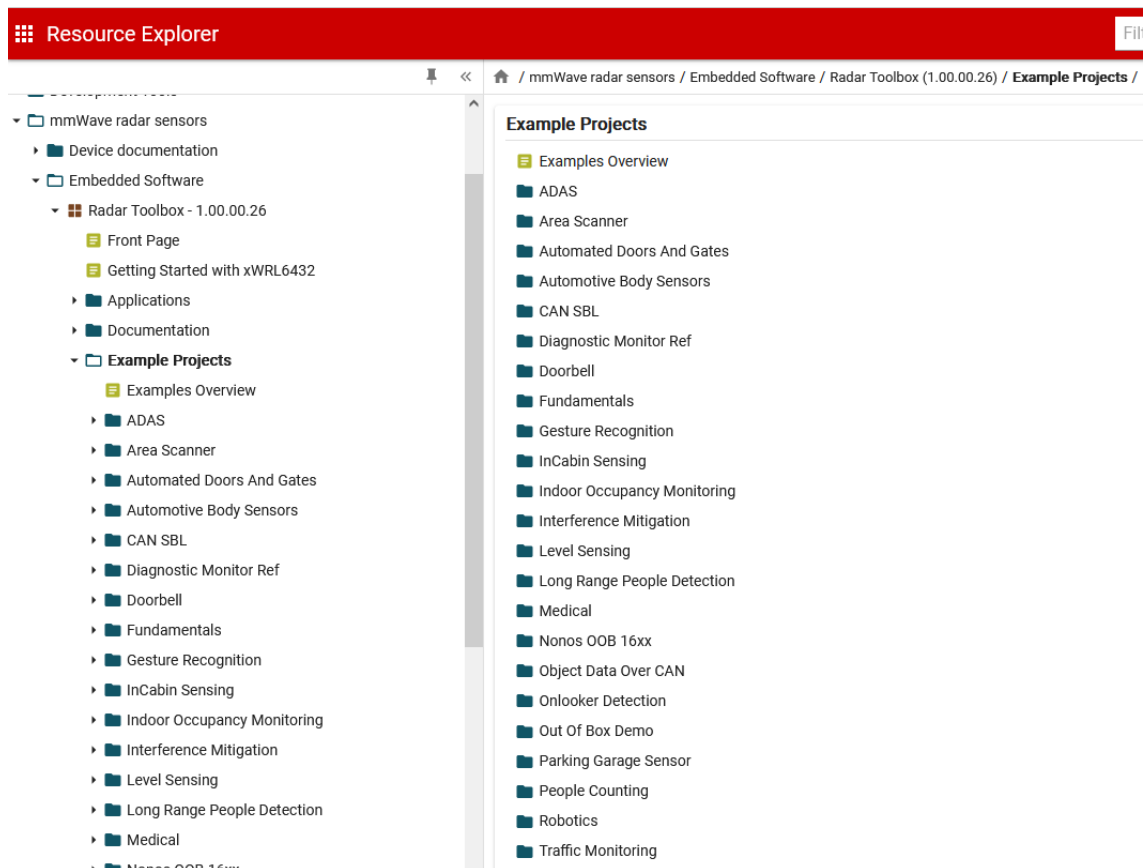 Resource Explorer
Filt
/ mmWave radar sensors / Embedded Software / Radar Toolbox (1.00.00.26) / Example Projects /
Development Tools
mmWave radar sensors
Device documentation
Embedded Software
Radar Toolbox - 1.00.00.26
Front Page
Getting Started with xWRL6432
Applications
Documentation
Example Projects
Examples Overview
ADAS
Area Scanner
Automated Doors And Gates
Automotive Body Sensors
CAN SBL
Diagnostic Monitor Ref
Doorbell
Fundamentals
Gesture Recognition
InCabin Sensing
Indoor Occupancy Monitoring
Interference Mitigation
Level Sensing
Long Range People Detection
Medical
Nonos OOB 16xx
Example Projects
Examples Overview
ADAS
Area Scanner
Automated Doors And Gates
Automotive Body Sensors
CAN SBL
Diagnostic Monitor Ref
Doorbell
Fundamentals
Gesture Recognition
InCabin Sensing
Indoor Occupancy Monitoring
Interference Mitigation
Level Sensing
Long Range People Detection
Medical
Nonos OOB 16xx
Object Data Over CAN
Onlooker Detection
Out Of Box Demo
Parking Garage Sensor
People Counting
Robotics
Traffic Monitoring